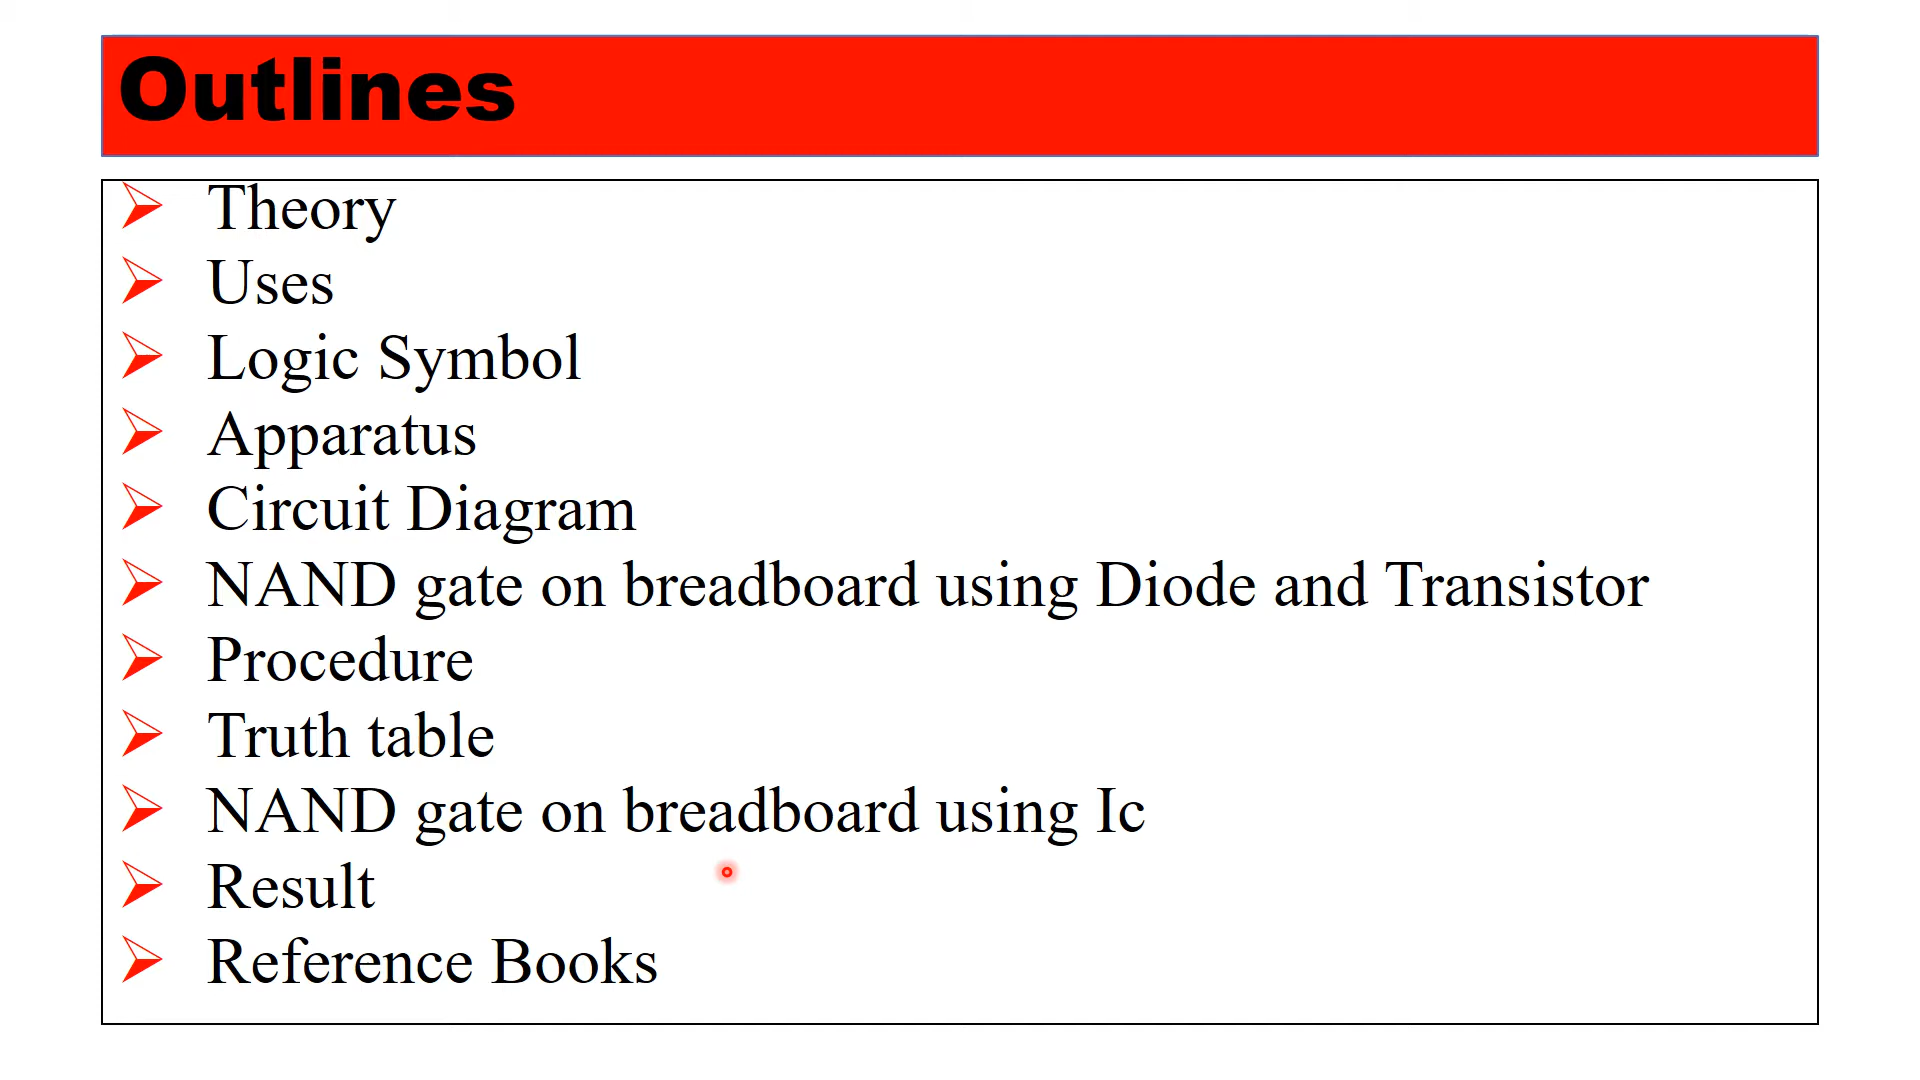 Outlines
Theory
Uses
Logic Symbol
Apparatus
Circuit Diagram
NAND gate on breadboard using Diode and Transistor
Procedure
Truth table
NAND gate on breadboard using Ic
Result
Reference Books